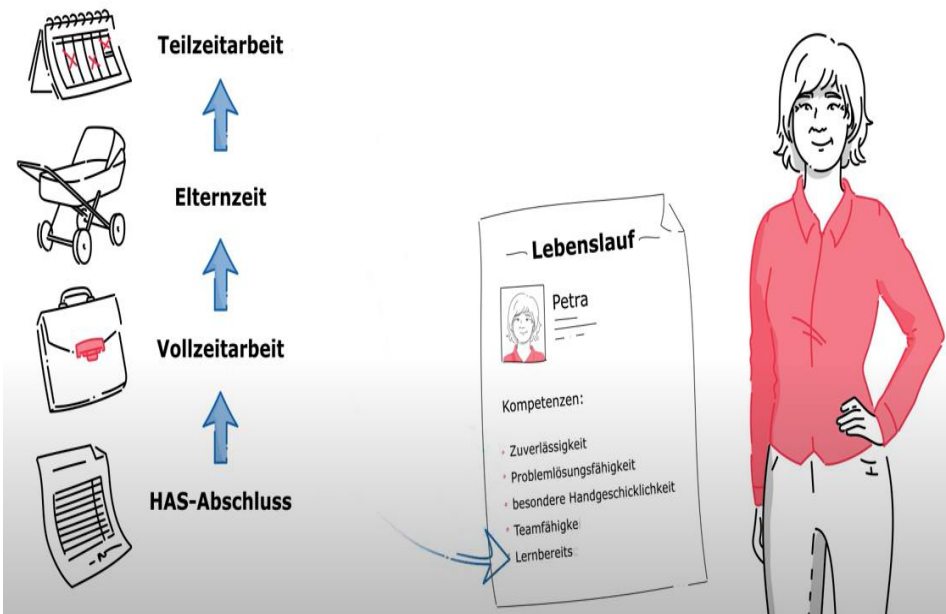 Teilzeitarbeit
Elternzeit
Vollzeitarbeit
HAS-Abschluss
Lebenslauf
Petra
Kompetenzen:
Zuverlässigkeit
Problemlösungsfähigkeit
besondere Handgeschicklichkeit
Teamfähigke
Lernbereits